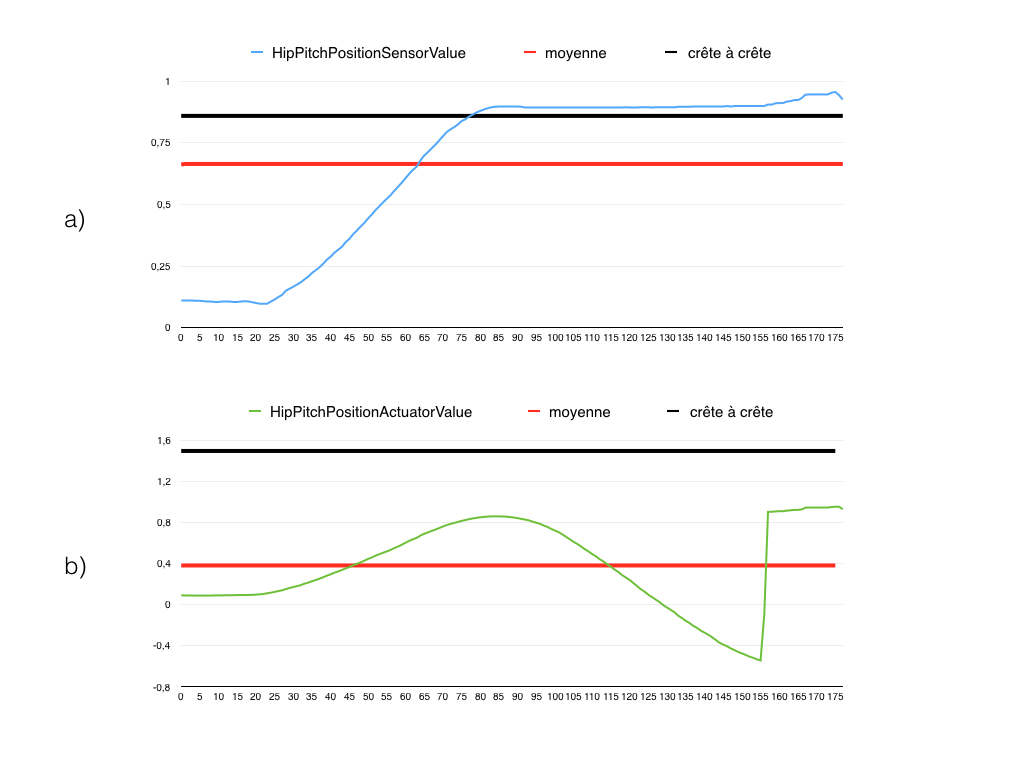 HipPitchPositionSensorValue moyenne crête à crête
1
0,75
0,5
0,25
0
a)
0 5 10 15 20 25 30 35 40 45 50 55 60 65 70 75 80 85 90 95 100 105 110 115 120 125 130 135 140 145 150 155 160 165 170 175
HipPitchPositionActuatorValue moyenne crête à crête
1,6
1,2
0,8
0,4
0
-0,4
-0,8
b)
0 5 10 15 20 25 30 35 40 45 50 55 60 65 70 75 80 85 90 95 100 105 110 115 120 125 130 135 140 145 150 155 160 165 170 175